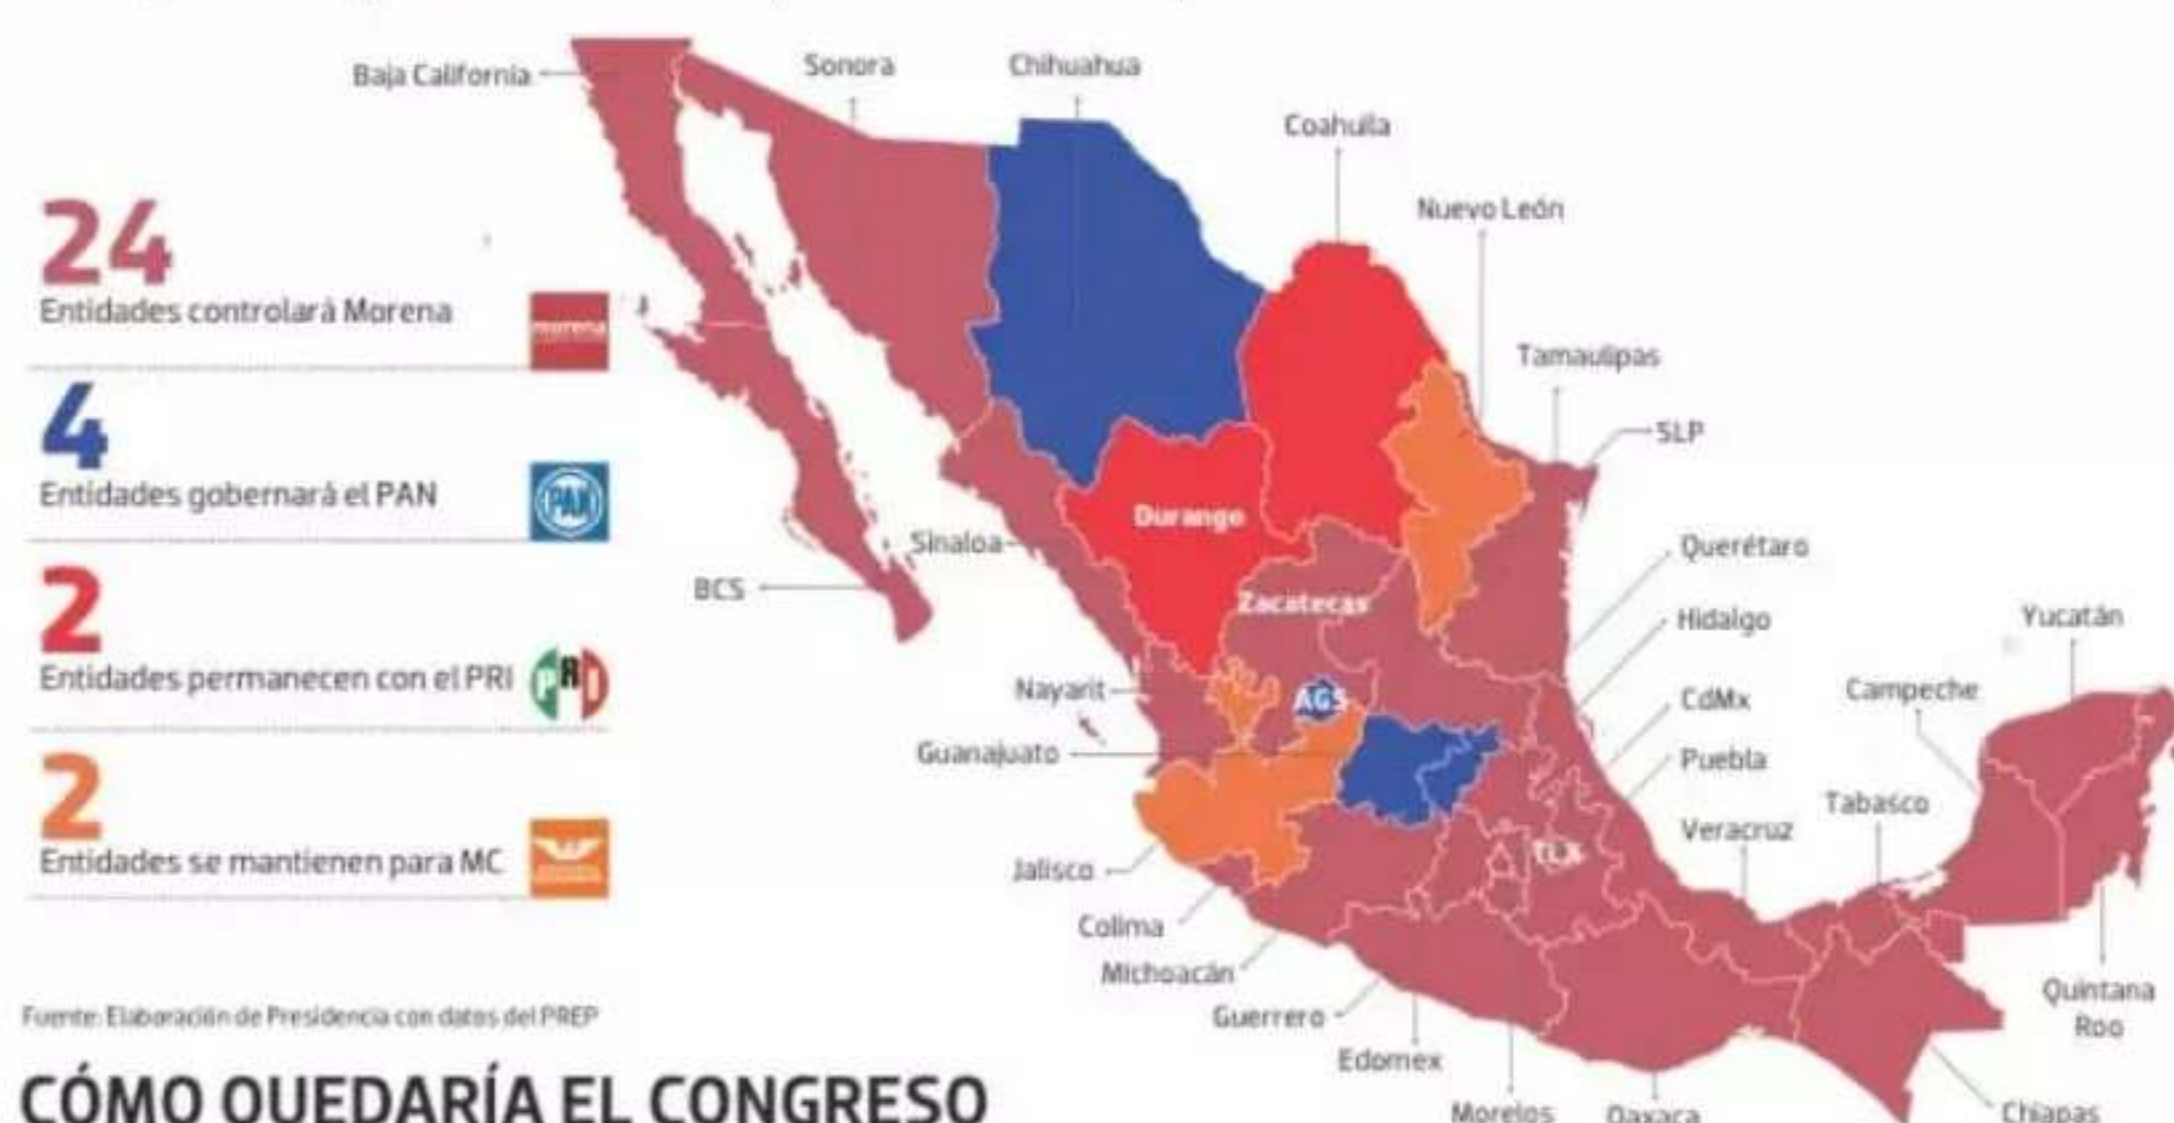 Baja California
Sonora
Chihuahua
Coahuila
Nuevo León
Tamaulipas
SLP
24
Entidades controlará Morena
morena
4
Entidades gobernará el PAN
PAN
2
Entidades permanecen con el PRI
PRI
2
Entidades se mantienen para MC
Durango
Sinaloa
BCS
Zacatecas
Querétaro
Hidalgo
Yucatán
Nayarit
AGS
CdMx
Campeche
Guanajuato
Puebla
Tabasco
Veracruz
TLX
Jalisco
Colima
Michoacán
Guerrero
Edomex
Morelos
Oaxaca
Chiapas
Quintana
Roo
Fuente: Elaboración de Presidencia con datos del PREP
CÓMO QUEDARÍA EL CONGRESO